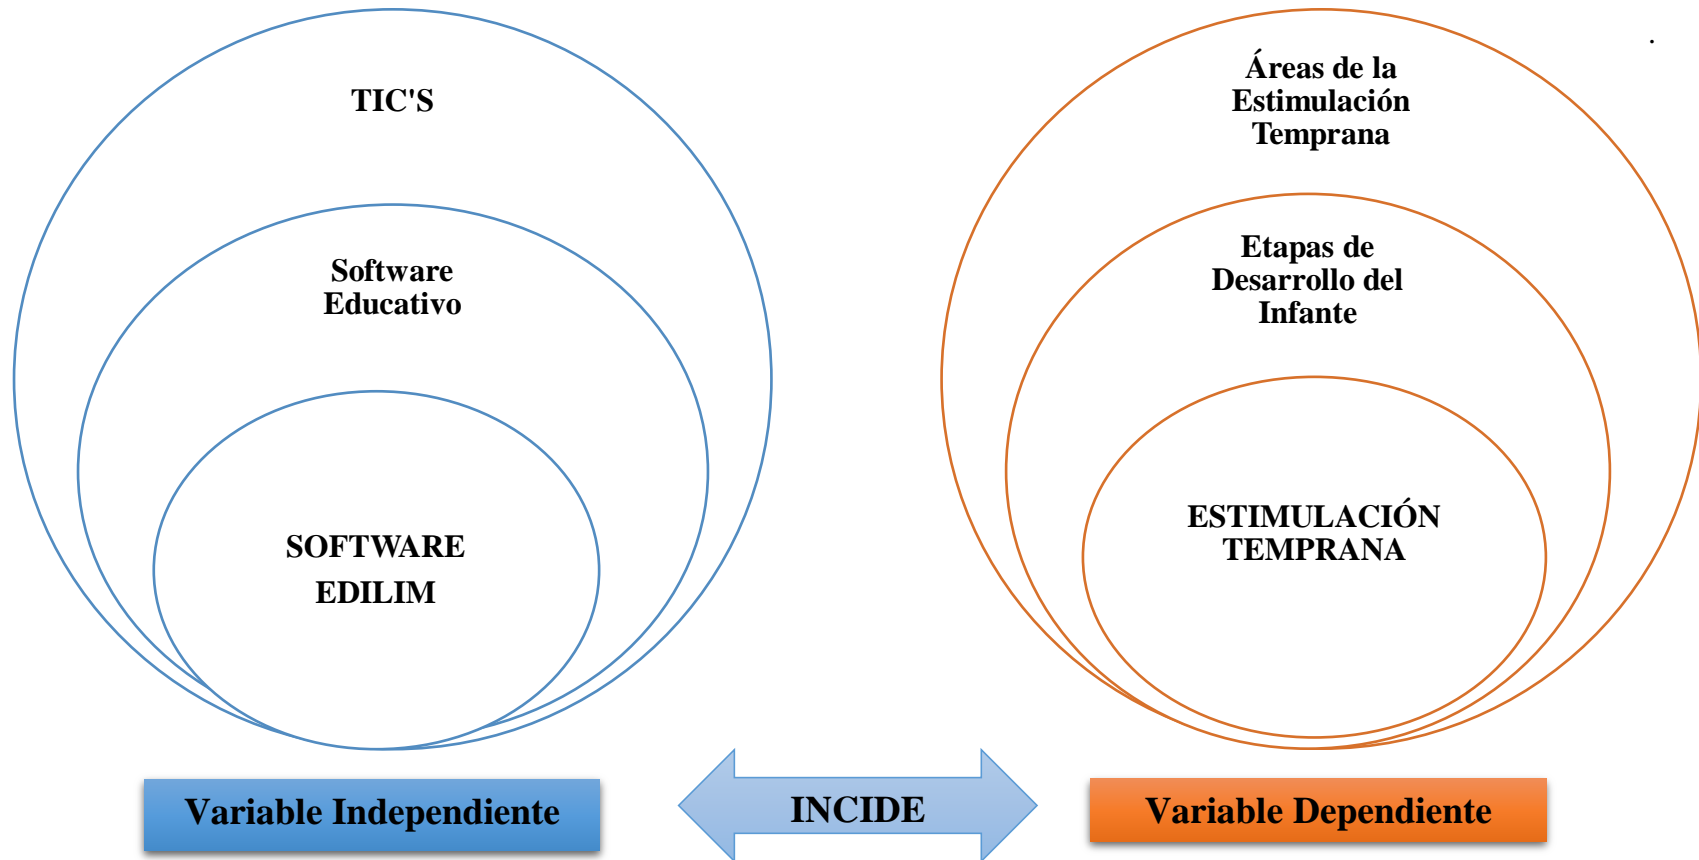 TIC'S
Software
Educativo
SOFTWARE
EDILIM
Variable Independiente
INCIDE
.
Áreas de la
Estimulación
Temprana
Etapas de
Desarrollo del
Infante
ESTIMULACIÓN
TEMPRANA
Variable Dependiente